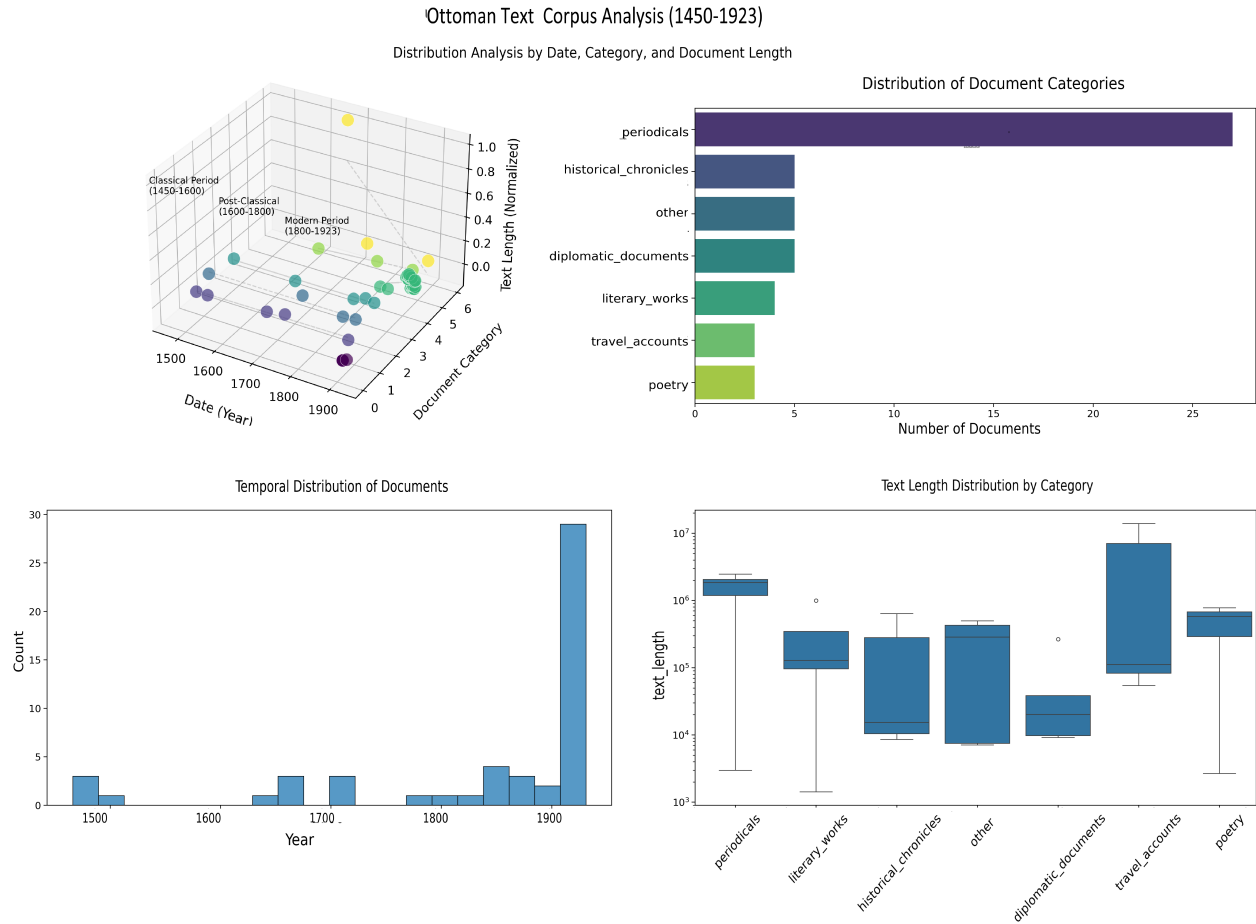 Ottoman Text Corpus Analysis (1450-1923)
Distribution Analysis by Date, Category, and Document Length
Classical Period
(1450-1600)
Post-Classical
(1600-1800)
Modern Period
(1800-1923)
1.0
0.8
0.6
0.4
0.2
0.0
Text Length (Normalized)
6
5
4
3
2
1
0
Document Category
1500
1600
1700
1800
1900
Date (Year)
Distribution of Document Categories
periodicals
historical_chronicles
other
diplomatic_documents
literary_works
travel_accounts
poetry
0 5 10 15 20 25
Number of Documents
Temporal Distribution of Documents
30
25
20
15
10
5
0
Count
1500 1600 1700 1800 1900
Year
Text Length Distribution by Category
10⁷
10⁶
10⁵
10⁴
10³
text_length
periodicals
literary_works
historical_chronicles
other
diplomatic_documents
travel_accounts
poetry